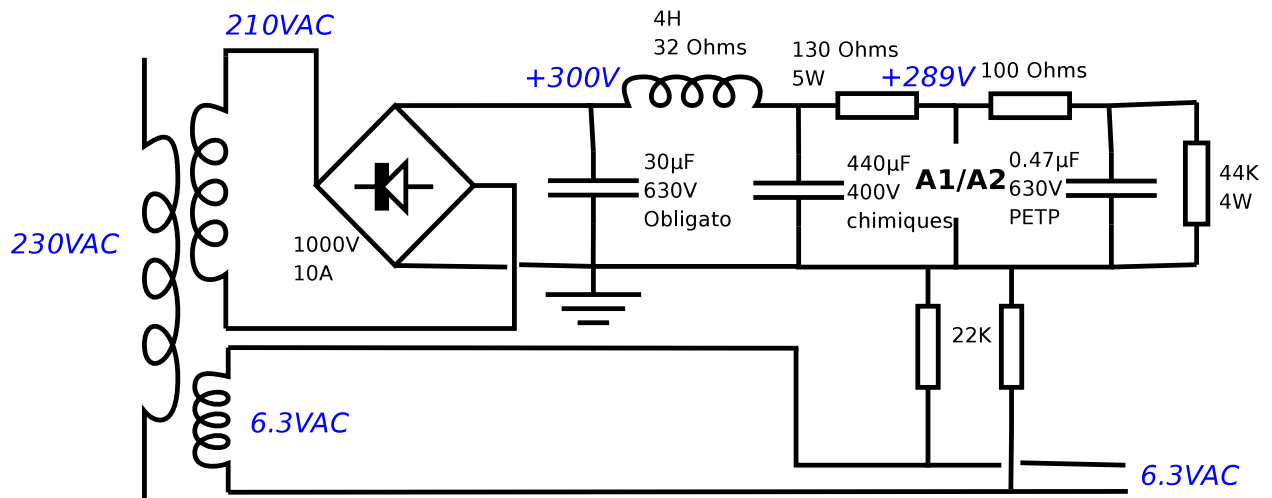 210VAC
4H
32 Ohms
130 Ohms
5W
+300V
+289V
100 Ohms
30µF
630V
Obligato
440µF
400V
chimiques
A1/A2
0.47µF
630V
PETP
44K
4W
230VAC
1000V
10A
22K
6.3VAC
6.3VAC